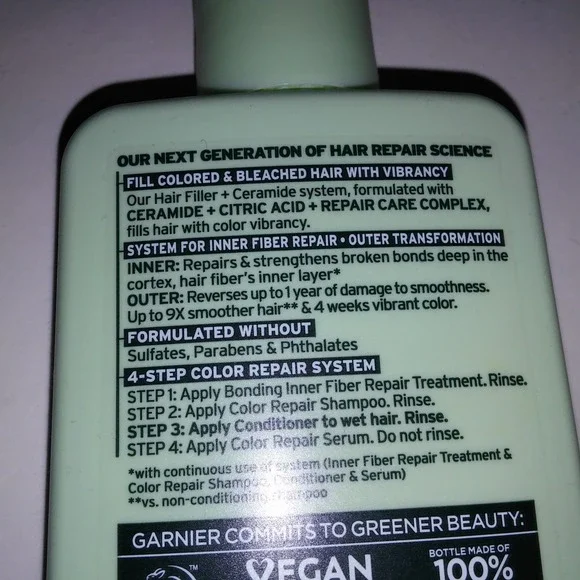 OUR NEXT GENERATION OF HAIR REPAIR SCIENCE
FILL COLORED & BLEACHED HAIR WITH VIBRANCY
Our Hair Filler + Ceramide system, formulated with
CERAMIDE + CITRIC ACID + REPAIR CARE COMPLEX,
fills hair with color vibrancy.
SYSTEM FOR INNER FIBER REPAIR • OUTER TRANSFORMATION
INNER: Repairs & strengthens broken bonds deep in the
cortex, hair fiber's inner layer*
OUTER: Reverses up to 1 year of damage to smoothness.
Up to 9X smoother hair** & 4 weeks vibrant color.
FORMULATED WITHOUT
Sulfates, Parabens & Phthalates
4-STEP COLOR REPAIR SYSTEM
STEP 1: Apply Bonding Inner Fiber Repair Treatment. Rinse.
STEP 2: Apply Color Repair Shampoo. Rinse.
STEP 3: Apply Conditioner to wet hair. Rinse.
STEP 4: Apply Color Repair Serum. Do not rinse.
*with continuous use of system (Inner Fiber Repair Treatment &
Color Repair Shampoo, Conditioner & Serum)
**vs. non-conditioning shampoo
GARNIER COMMITS TO GREENER BEAUTY:
VEGAN
BOTTLE MADE OF
100%
TM